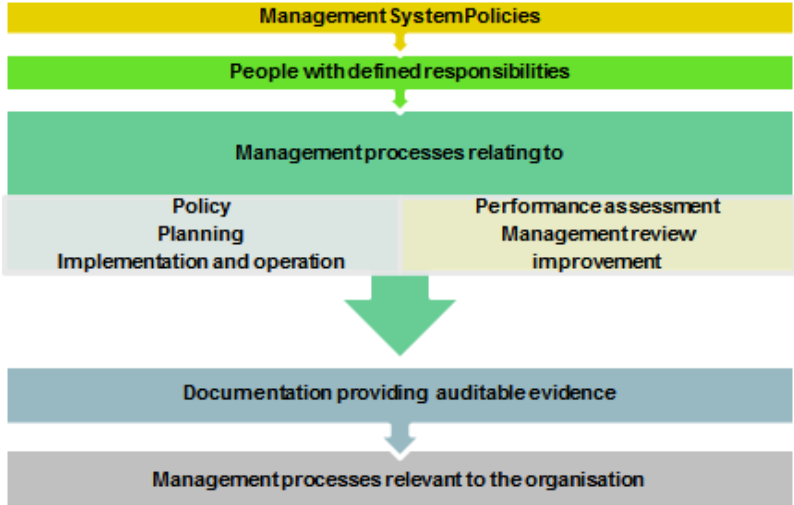 Management System Policies
People with defined responsibilities
Management processes relating to
Policy
Planning
Implementation and operation
Performance assessment
Management review
improvement
Documentation providing auditable evidence
Management processes relevant to the organisation